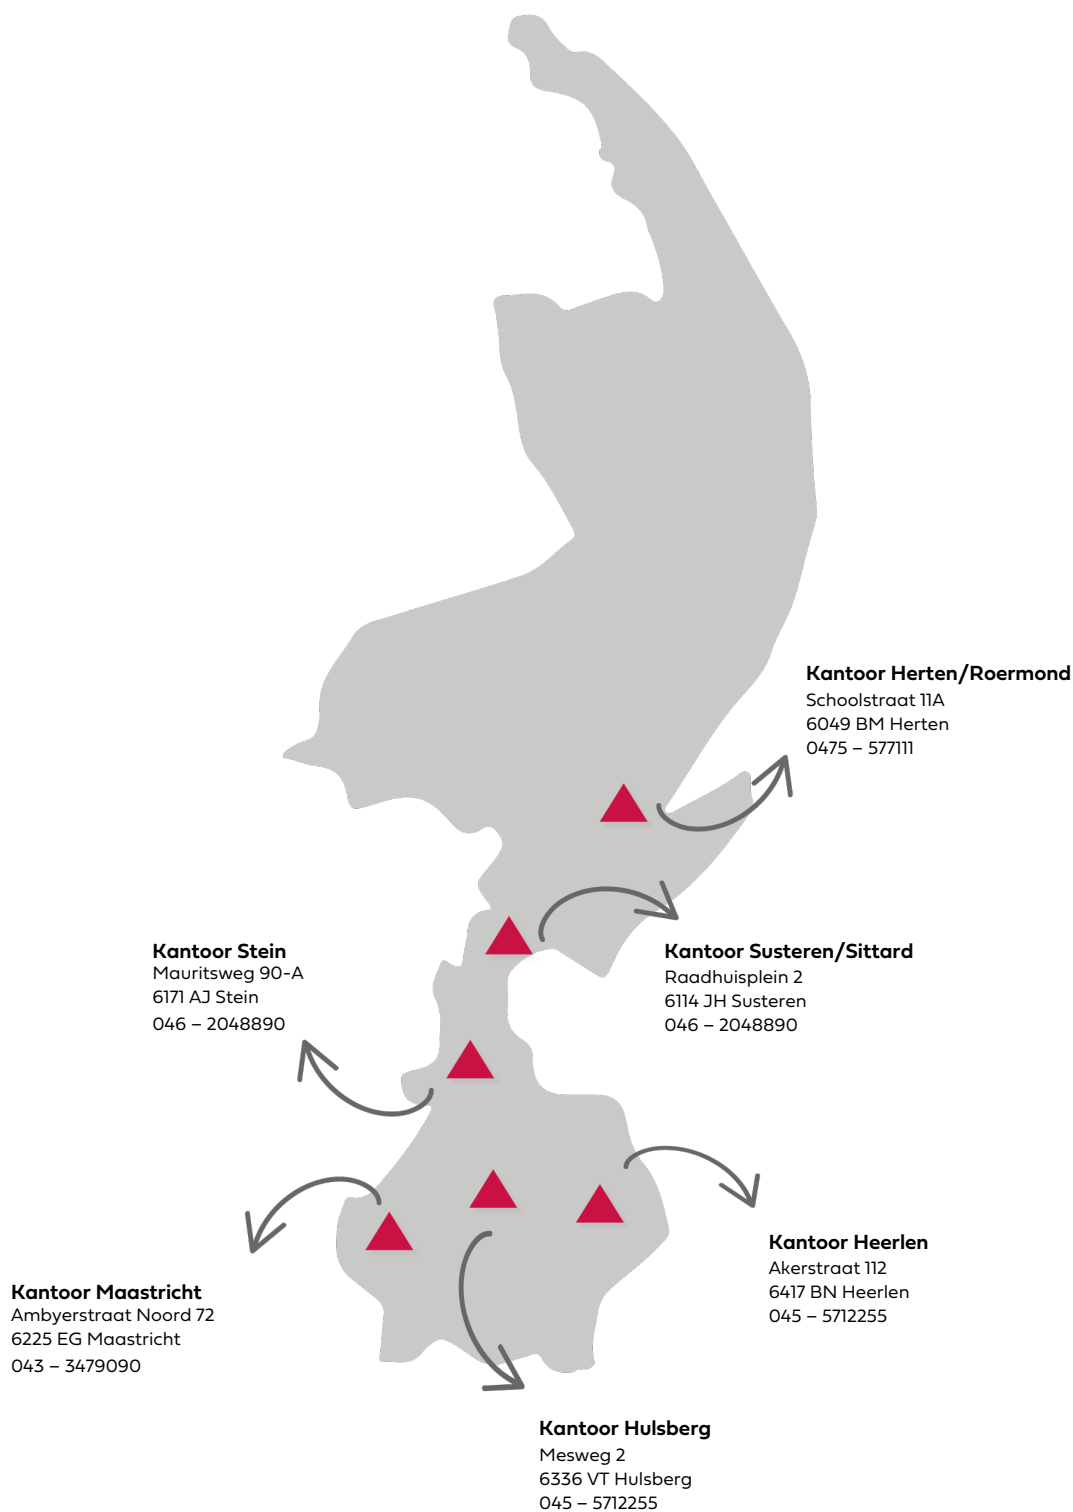 Kantoor Herten/Roermond
Schoolstraat 11A
6049 BM Herten
0475 – 577111
Kantoor Stein
Mauritsweg 90-A
6171 AJ Stein
046 – 2048890
Kantoor Susteren/Sittard
Raadhuisplein 2
6114 JH Susteren
046 – 2048890
Kantoor Heerlen
Akerstraat 112
6417 BN Heerlen
045 – 5712255
Kantoor Maastricht
Ambyerstraat Noord 72
6225 EG Maastricht
043 – 3479090
Kantoor Hulsberg
Mesweg 2
6336 VT Hulsberg
045 – 5712255